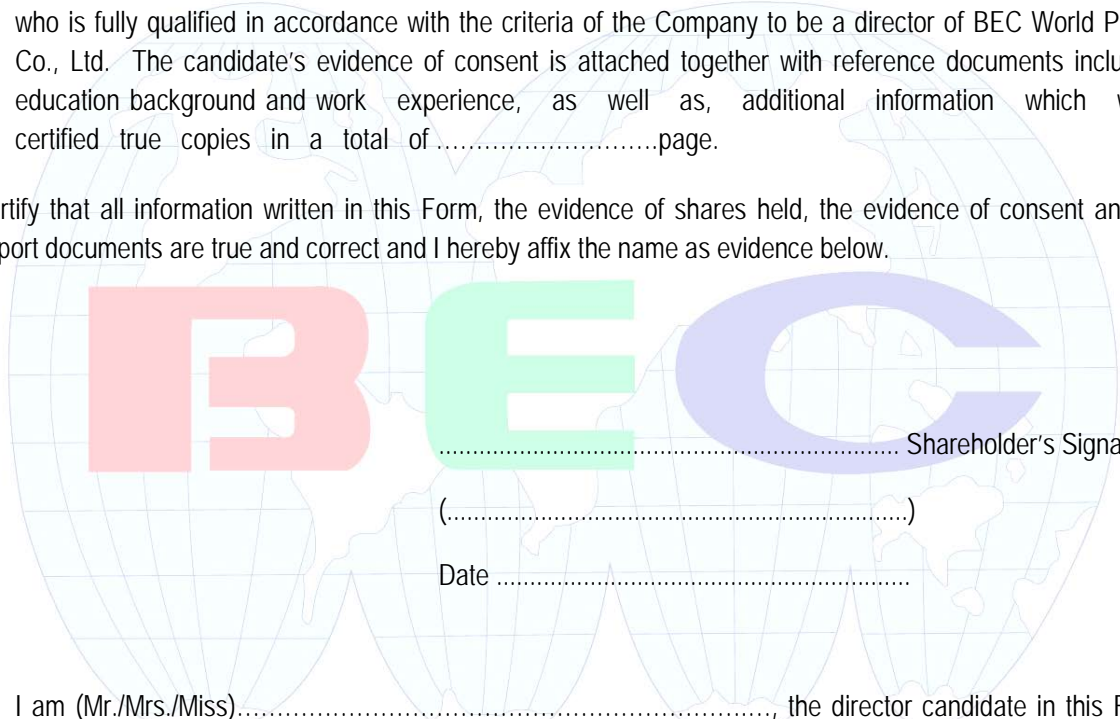 who is fully qualified in accordance with the criteria of the Company to be a director of BEC World P
Co., Ltd. The candidate's evidence of consent is attached together with reference documents inclu
education background and work experience, as well as, additional information which
certified true copies in a total of ………………………..page.
rtify that all information written in this Form, the evidence of shares held, the evidence of consent an
port documents are true and correct and I hereby affix the name as evidence below.
BEC
..................................................................... Shareholder's Signa
(.....................................................................)
Date ..............................................................
I am (Mr./Mrs./Miss)……………………………………………………………………, the director candidate in this